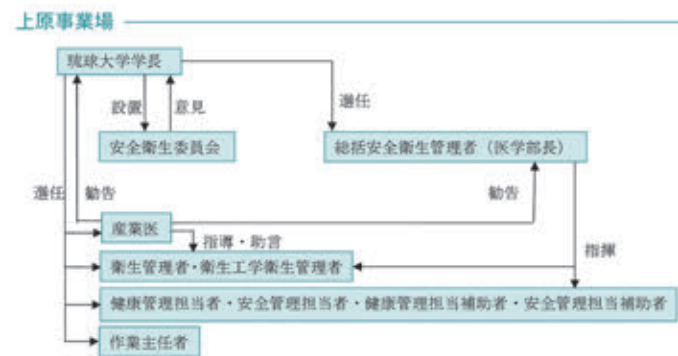 上原事業場
琉球大学学長
選任
設置
意見
安全衛生委員会
総括安全衛生管理者（医学部長）
選任
勧告
勧告
産業医
指導・助言
指揮
衛生管理者・衛生工学衛生管理者
健康管理担当者・安全管理担当者・健康管理担当補助者・安全管理担当補助者
作業主任者